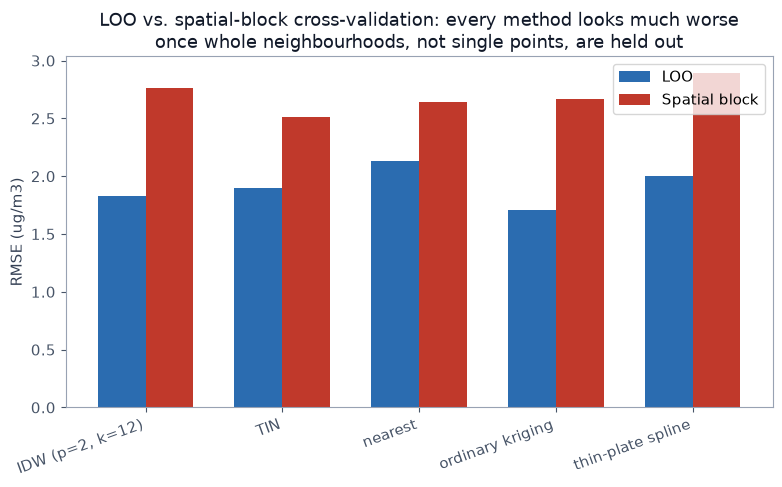 LOO vs. spatial-block cross-validation: every method looks much worse
once whole neighbourhoods, not single points, are held out
LOO
Spatial block
RMSE (ug/m3)
3.0
2.5
2.0
1.5
1.0
0.5
0.0
IDW (p=2, k=12)
TIN
nearest
ordinary kriging
thin-plate spline